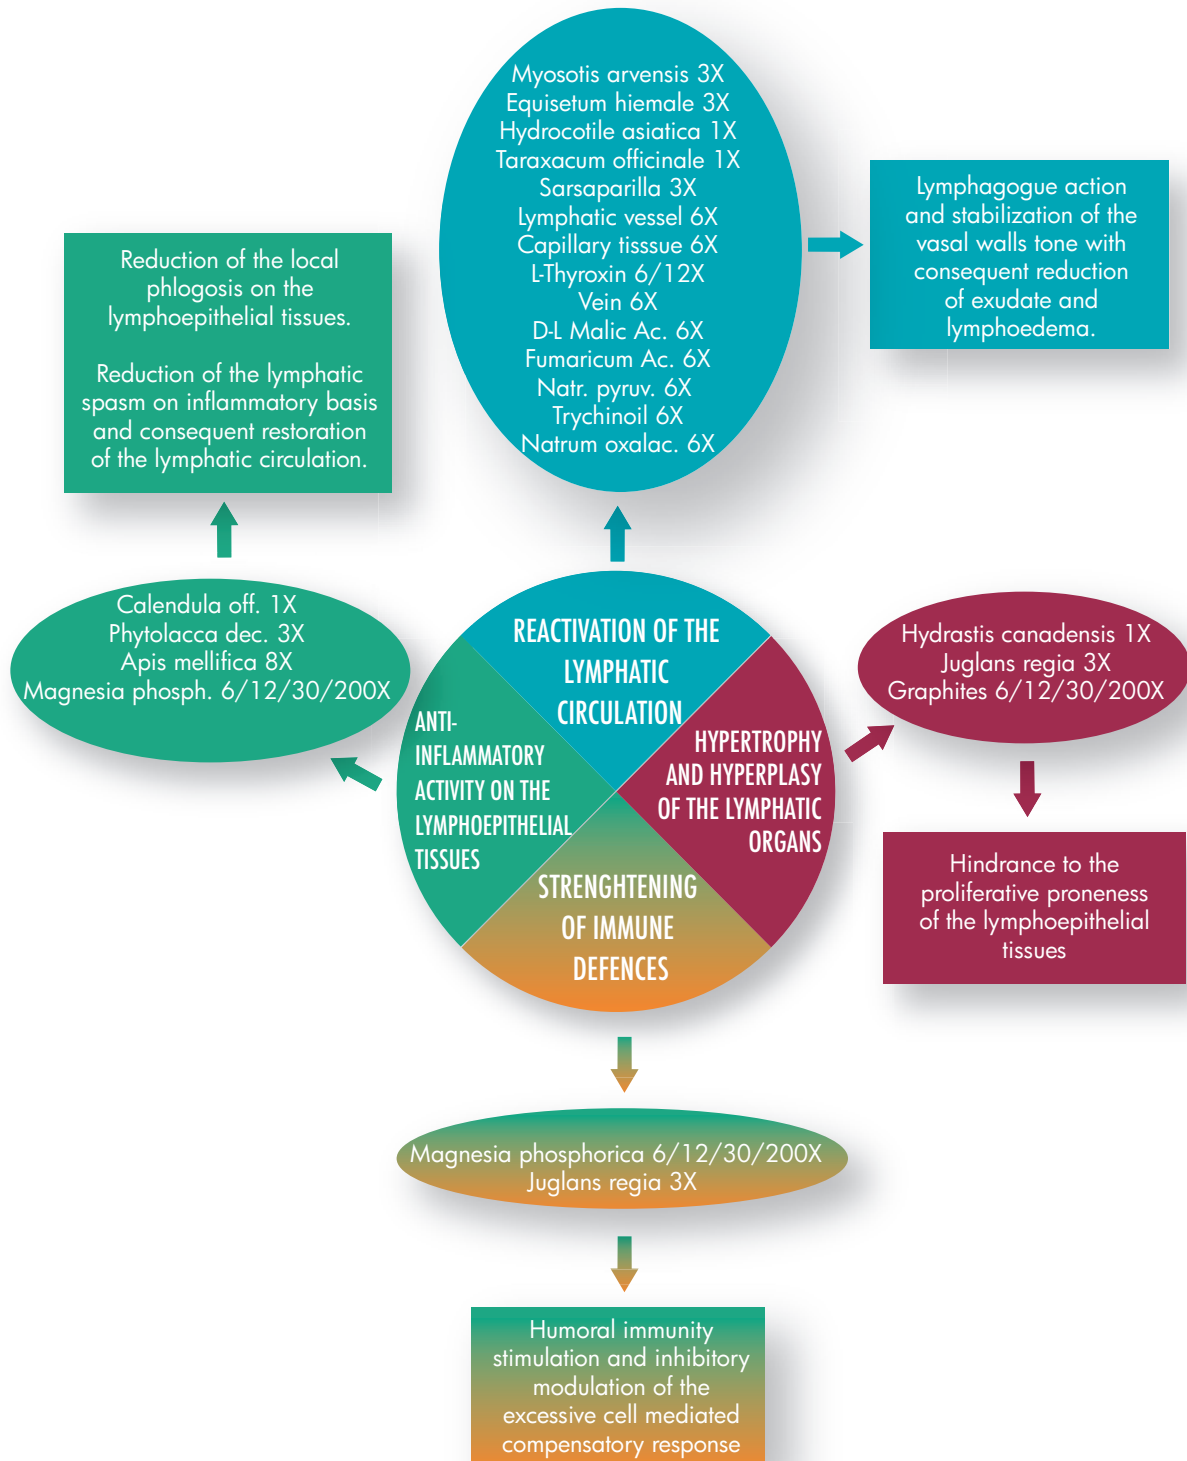 Myosotis arvensis 3X
Equisetum hiemale 3X
Hydrocotile asiatica 1X
Taraxacum officinale 1X
Sarsaparilla 3X
Lymphatic vessel 6X
Capillary tisssue 6X
L-Thyroxin 6/12X
Vein 6X
D-L Malic Ac. 6X
Fumaricum Ac. 6X
Natr. pyruv. 6X
Trychinoil 6X
Natrum oxalac. 6X
Lymphagogue action
and stabilization of the
vasal walls tone with
consequent reduction
of exudate and
lymphoedema.
Reduction of the local
phlogosis on the
lymphoepithelial tissues.
Reduction of the lymphatic
spasm on inflammatory basis
and consequent restoration
of the lymphatic circulation.
Calendula off. 1X
Phytolacca dec. 3X
Apis mellifica 8X
Magnesia phosph. 6/12/30/200X
REACTIVATION OF THE
LYMPHATIC
CIRCULATION
ANTI-
INFLAMMATORY
ACTIVITY ON THE
LYMPHOEPITHELIAL
TISSUES
HYPERTROPHY
AND HYPERPLASY
OF THE LYMPHATIC
ORGANS
STRENGHTENING
OF IMMUNE
DEFENCES
Hydrastis canadensis 1X
Juglans regia 3X
Graphites 6/12/30/200X
Hindrance to the
proliferative proneness
of the lymphoepithelial
tissues
Magnesia phosphorica 6/12/30/200X
Juglans regia 3X
Humoral immunity
stimulation and inhibitory
modulation of the
excessive cell mediated
compensatory response